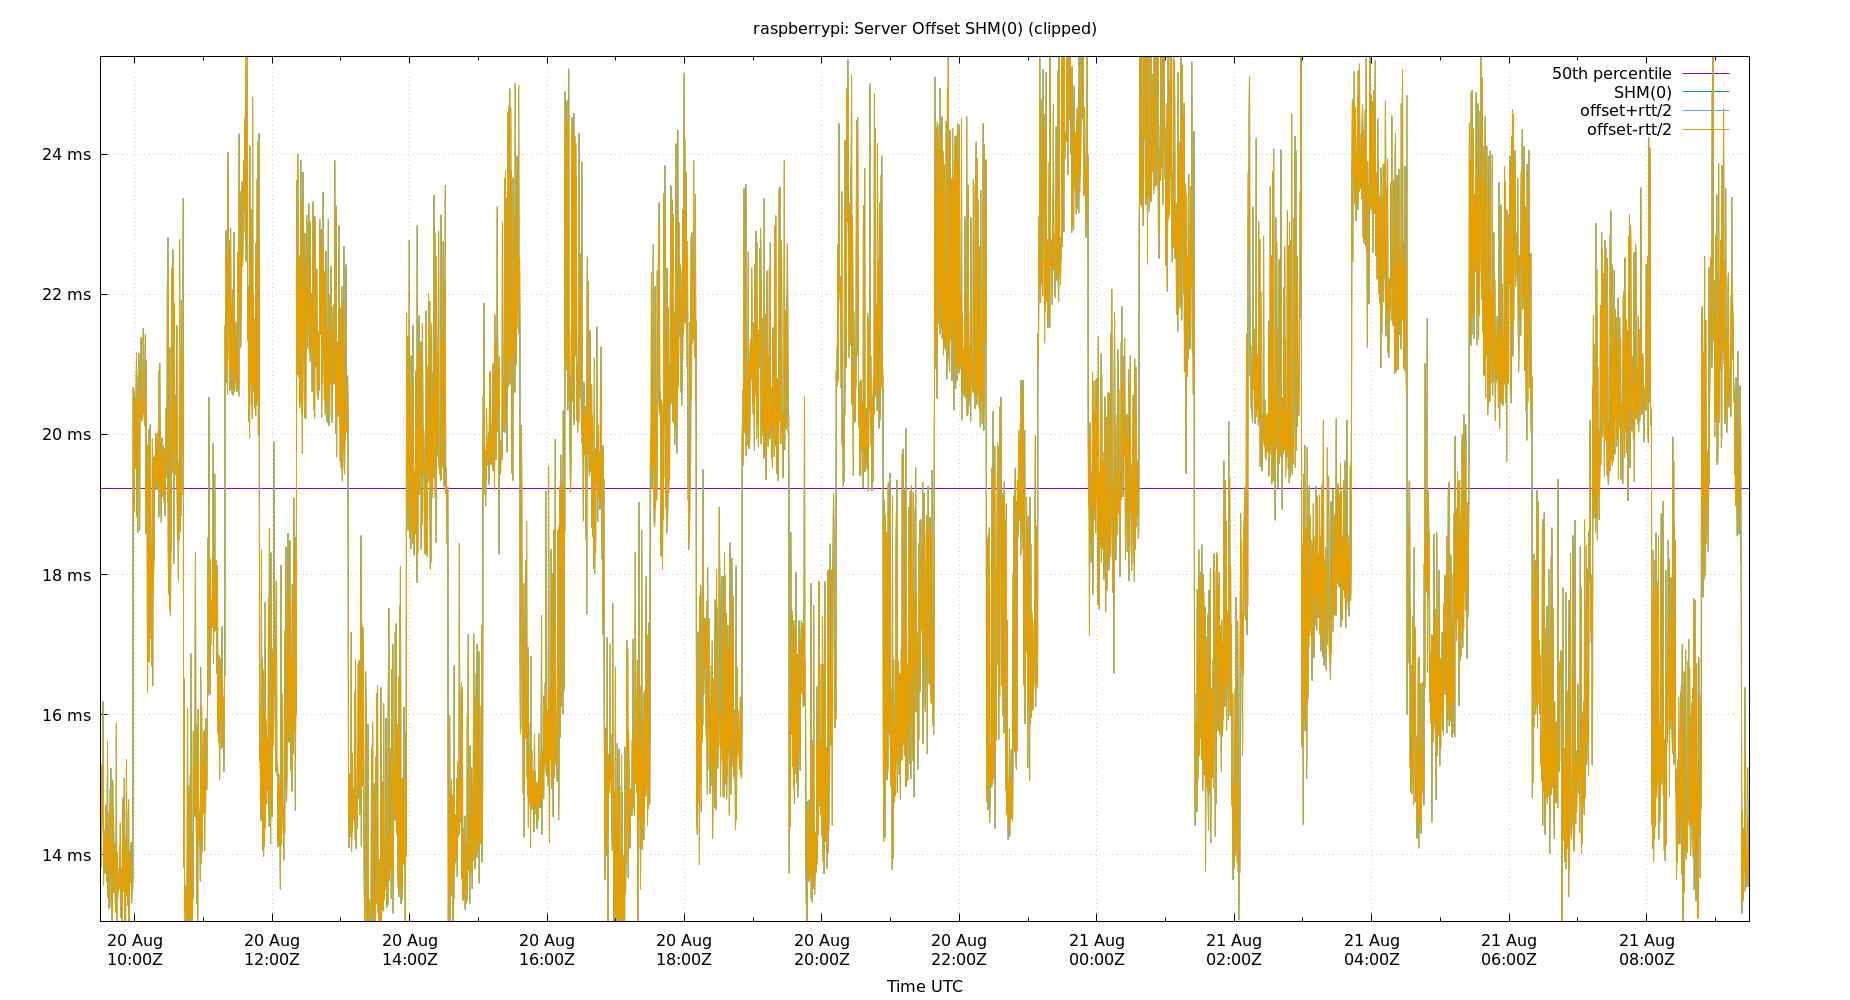 raspberrypi: Server Offset SHM(0) (clipped)
50th percentile
SHM(0)
offset+rtt/2
offset-rtt/2
24 ms
22 ms
20 ms
18 ms
16 ms
14 ms
20 Aug 20 Aug 20 Aug 20 Aug 20 Aug 20 Aug 20 Aug 21 Aug 21 Aug 21 Aug 21 Aug 21 Aug
10:00Z 12:00Z 14:00Z 16:00Z 18:00Z 20:00Z 22:00Z 00:00Z 02:00Z 04:00Z 06:00Z 08:00Z
Time UTC